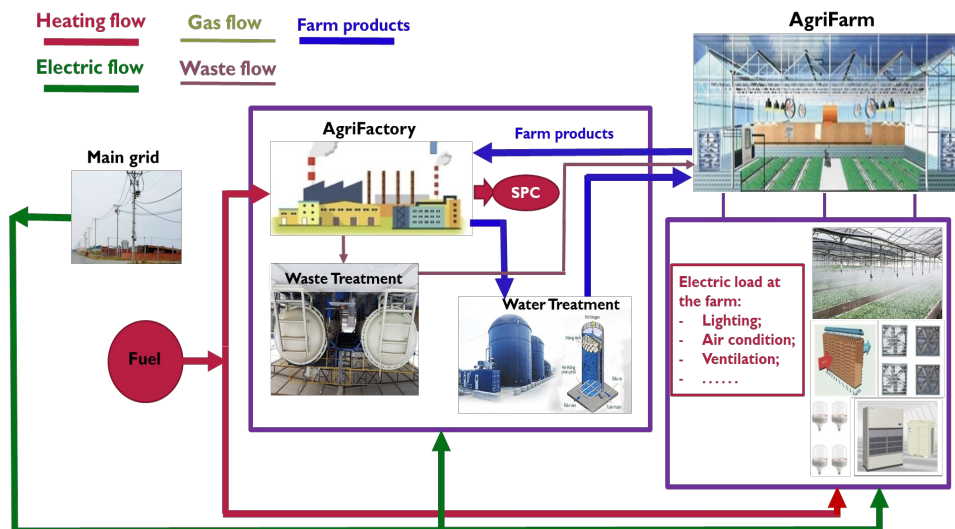 Heating flow
Gas flow
Farm products
Electric flow
Waste flow
AgriFarm
AgriFactory
Farm products
Main grid
SPC
Waste Treatment
Water Treatment
Fuel
Electric load at
the farm:
- Lighting;
- Air condition;
- Ventilation;
- ......